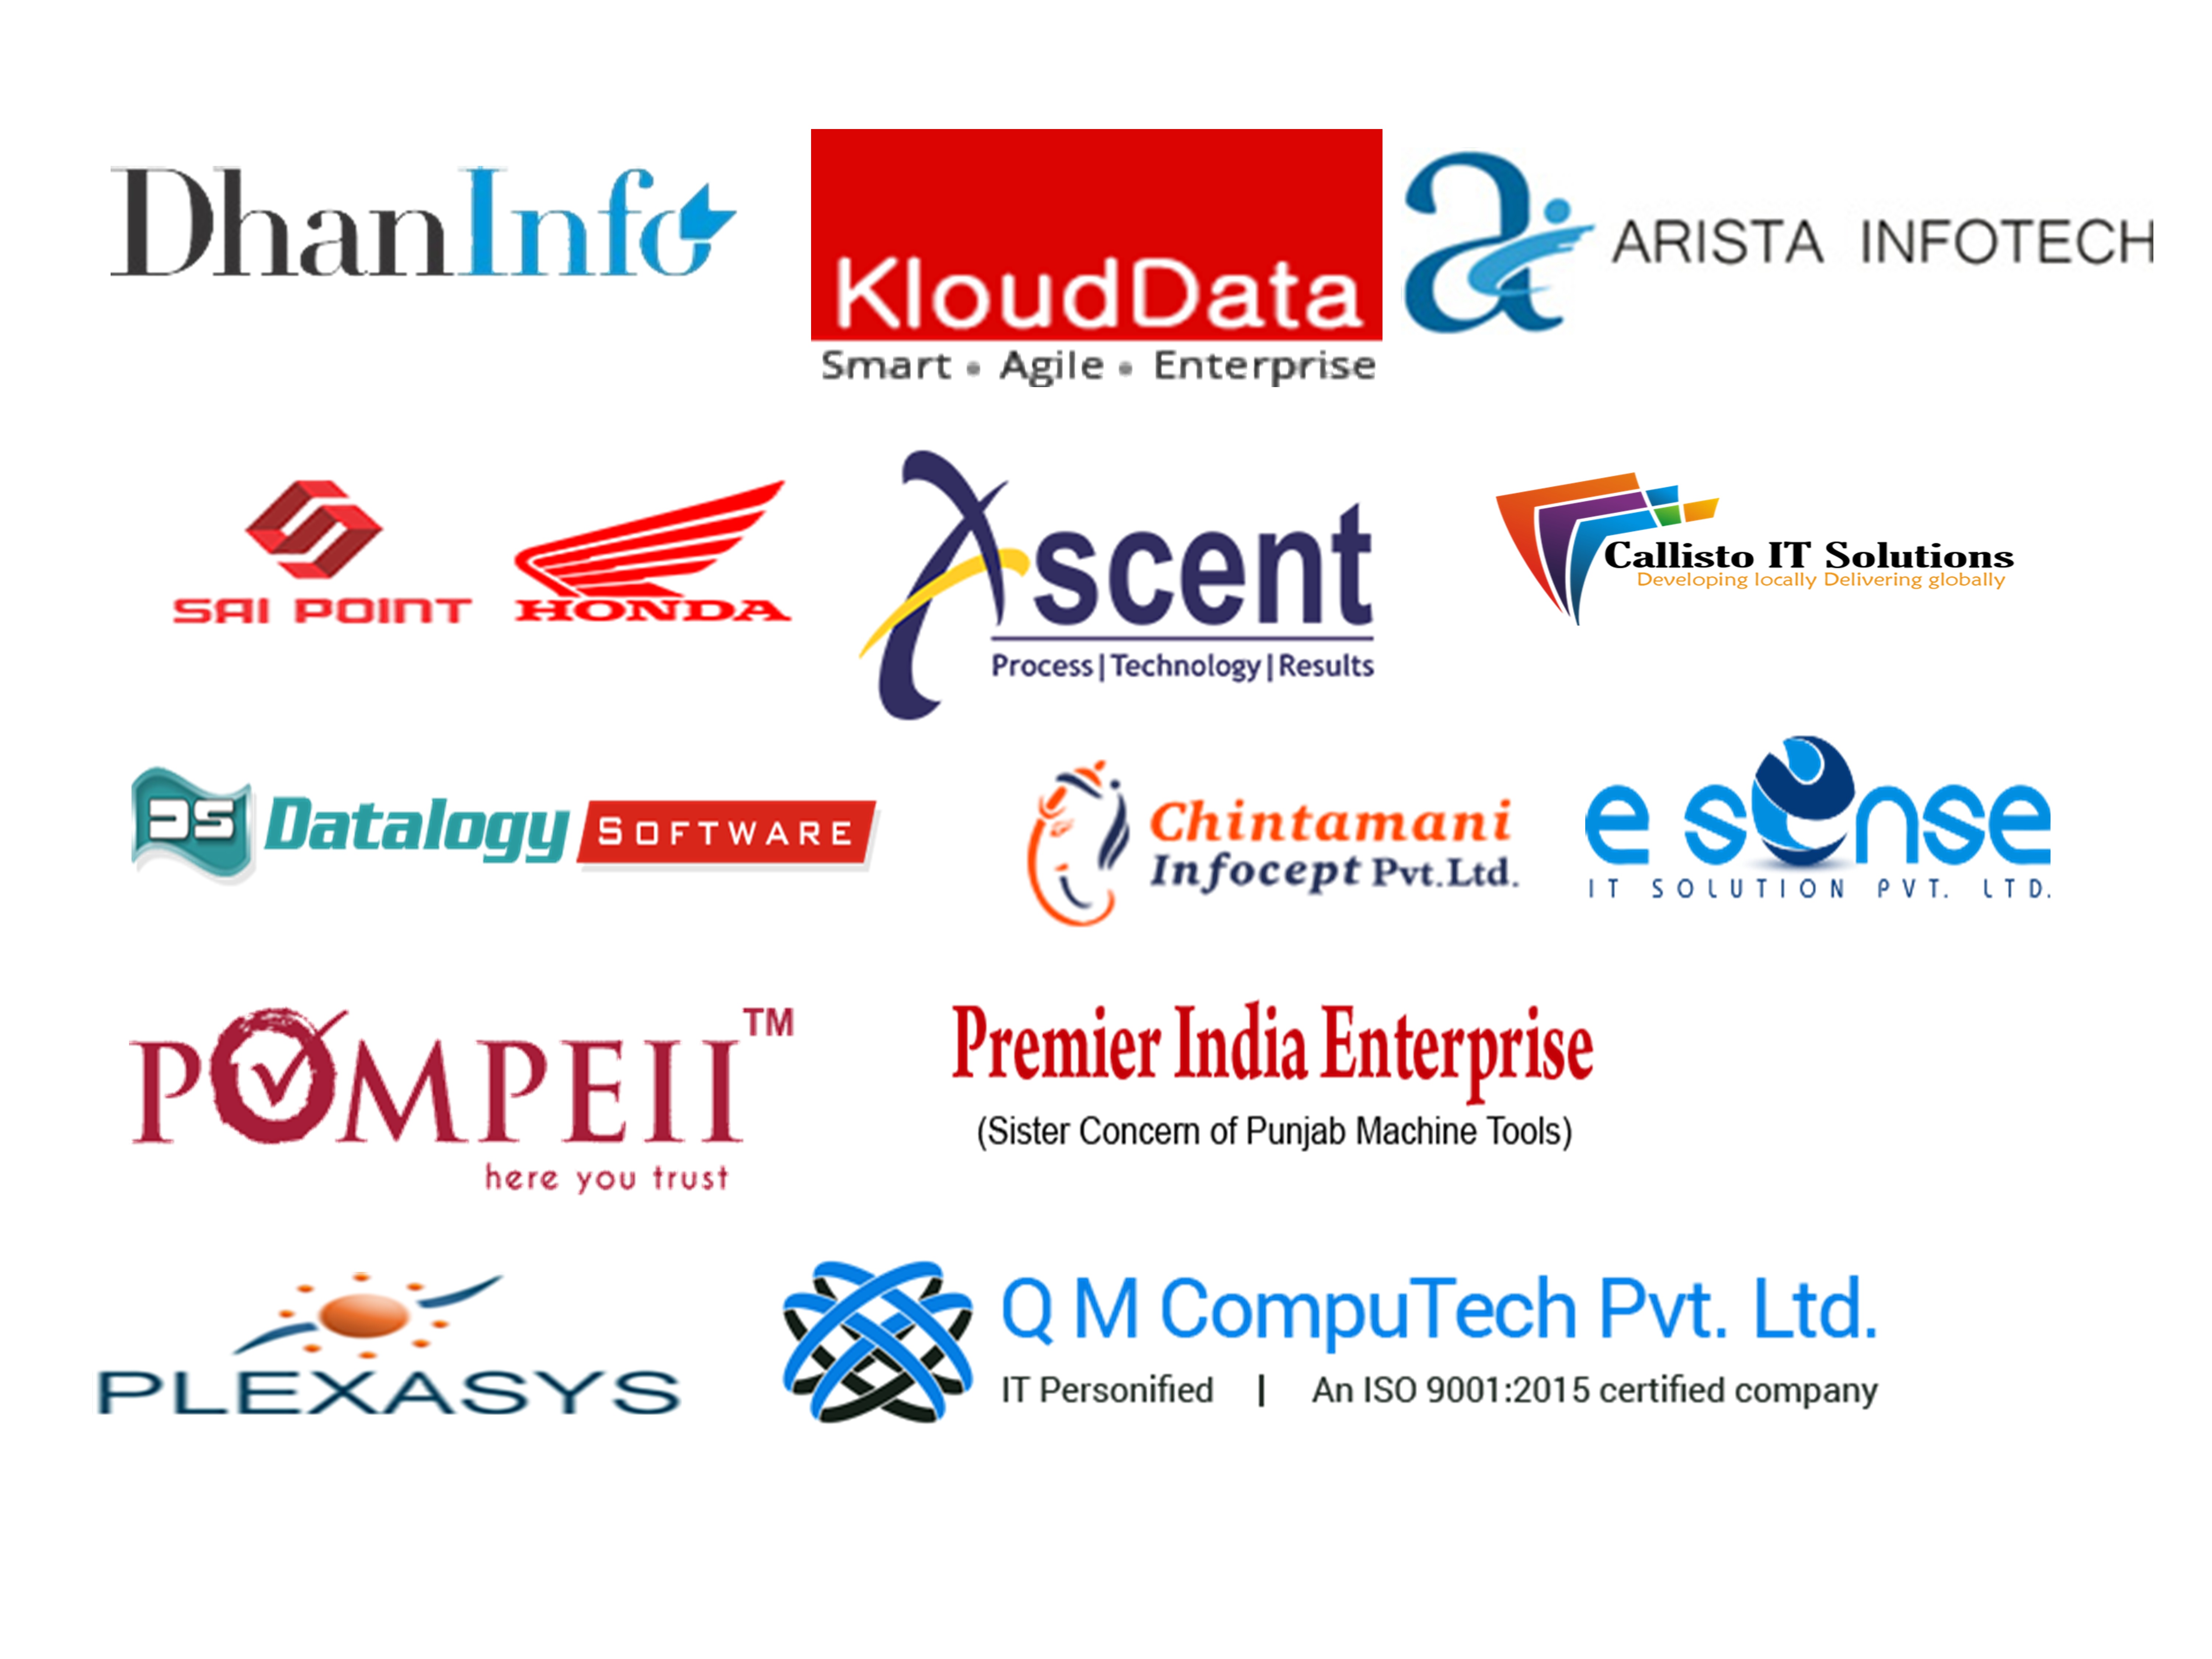 DhanInfo
KloudData
Smart • Agile • Enterprise
ARISTA INFOTECH
SAI POINT
HONDA
Ascent
Process|Technology|Results
Callisto IT Solutions
Developing locally Delivering globally
DS Datalogy SOFTWARE
Chintamani
Infocept Pvt.Ltd.
e sense
IT SOLUTION PVT. LTD.
POMPEII™
here you trust
Premier India Enterprise
(Sister Concern of Punjab Machine Tools)
PLEXASYS
Q M CompuTech Pvt. Ltd.
IT Personified | An ISO 9001:2015 certified company